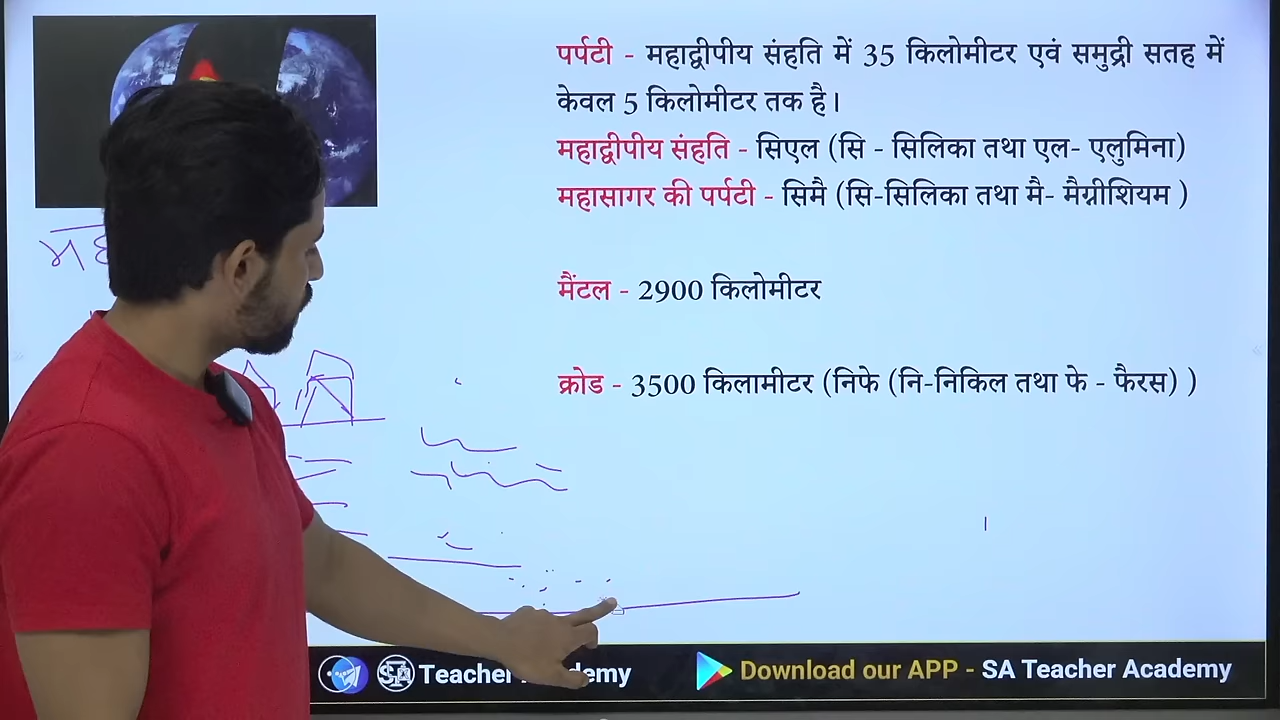 पर्पटी - महाद्वीपीय संहति में 35 किलोमीटर एवं समुद्री सतह में
केवल 5 किलोमीटर तक है।
महाद्वीपीय संहति - सिएल (सि - सिलिका तथा एल- एलुमिना)
महासागर की पर्पटी - सिमै (सि-सिलिका तथा मै- मैग्नीशियम )
मैंटल - 2900 किलोमीटर
क्रोड - 3500 किलामीटर (निफे (नि-निकिल तथा फे - फैरस) )
Download our APP - SA Teacher Academy